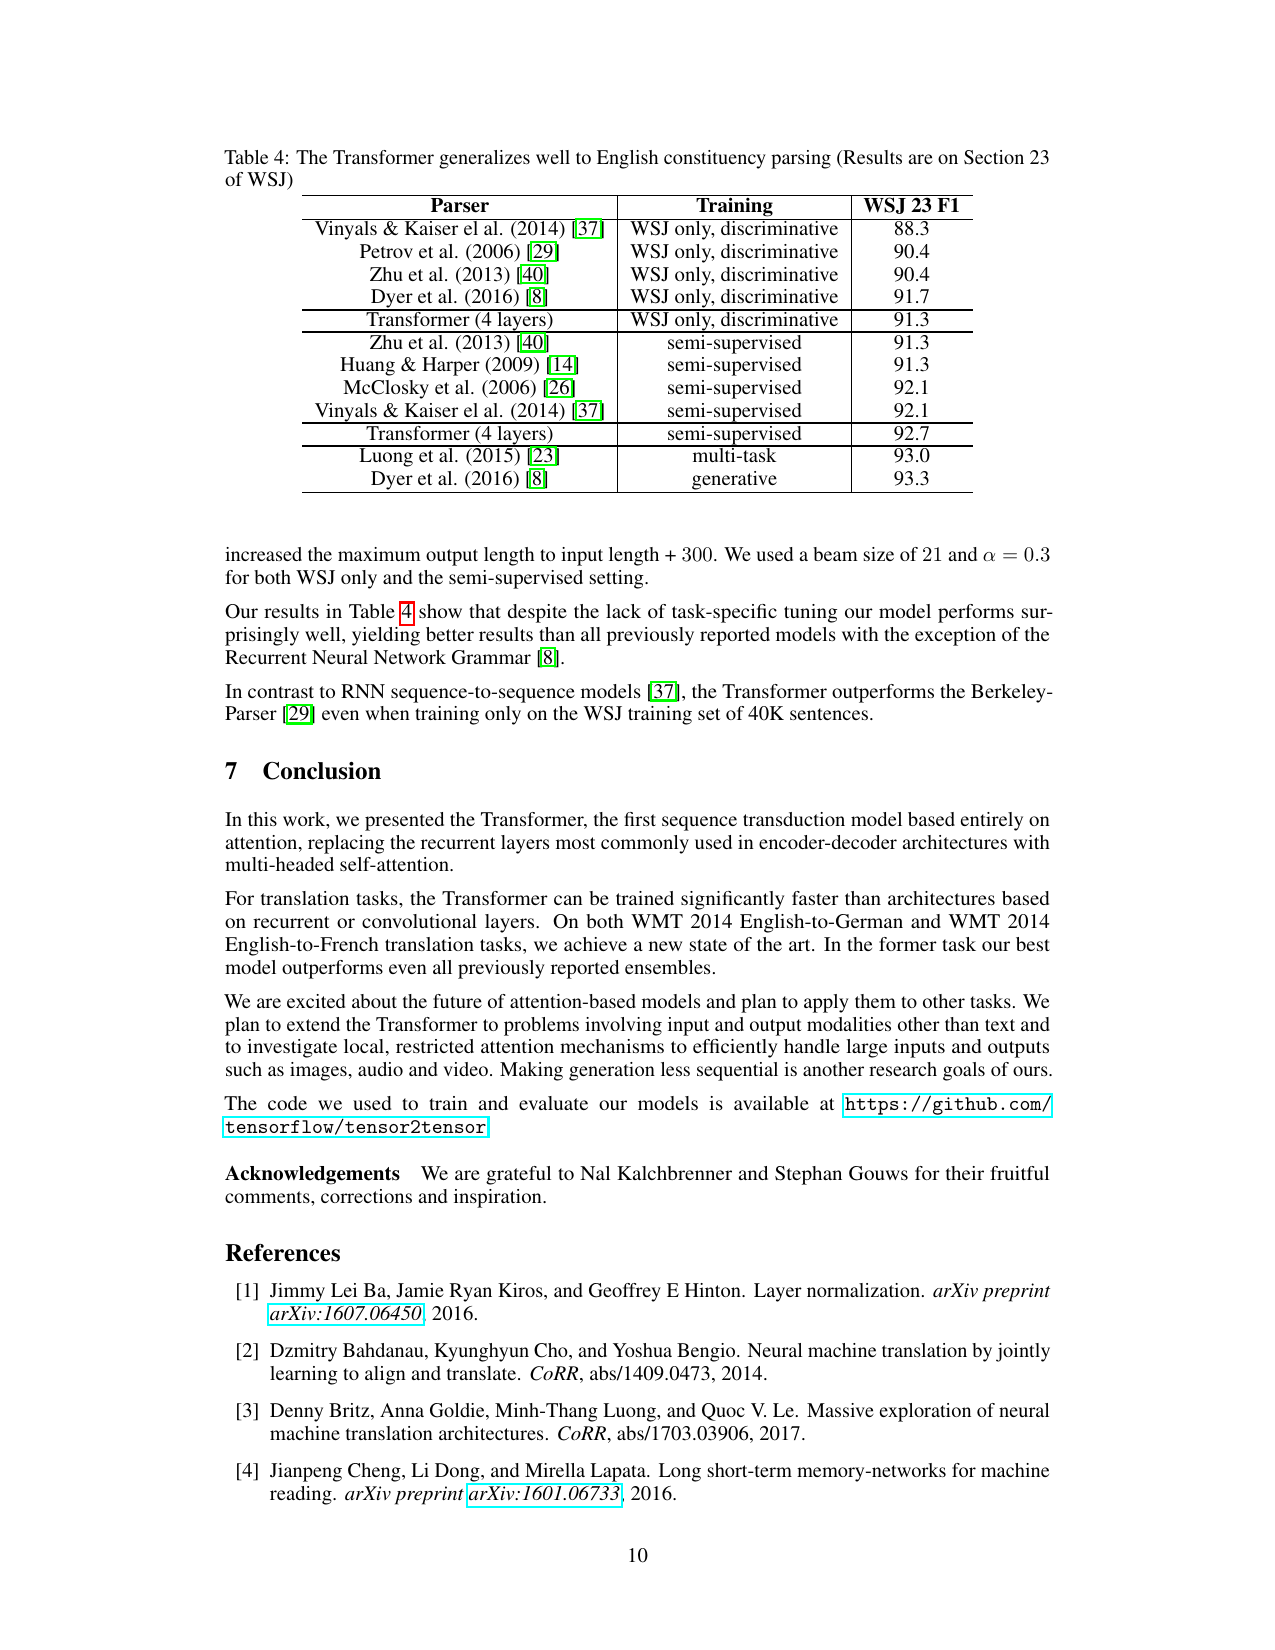 Table 4: The Transformer generalizes well to English constituency parsing (Results are on Section 23
of WSJ)
Parser Training WSJ 23 F1
Vinyals & Kaiser el al. (2014) [37] WSJ only, discriminative 88.3
Petrov et al. (2006) [29] WSJ only, discriminative 90.4
Zhu et al. (2013) [40] WSJ only, discriminative 90.4
Dyer et al. (2016) [8] WSJ only, discriminative 91.7
Transformer (4 layers) WSJ only, discriminative 91.3
Zhu et al. (2013) [40] semi-supervised 91.3
Huang & Harper (2009) [14] semi-supervised 91.3
McClosky et al. (2006) [26] semi-supervised 92.1
Vinyals & Kaiser el al. (2014) [37] semi-supervised 92.1
Transformer (4 layers) semi-supervised 92.7
Luong et al. (2015) [23] multi-task 93.0
Dyer et al. (2016) [8] generative 93.3
increased the maximum output length to input length + 300. We used a beam size of 21 and α = 0.3
for both WSJ only and the semi-supervised setting.
Our results in Table 4 show that despite the lack of task-specific tuning our model performs sur-
prisingly well, yielding better results than all previously reported models with the exception of the
Recurrent Neural Network Grammar [8].
In contrast to RNN sequence-to-sequence models [37], the Transformer outperforms the Berkeley-
Parser [29] even when training only on the WSJ training set of 40K sentences.
7 Conclusion
In this work, we presented the Transformer, the first sequence transduction model based entirely on
attention, replacing the recurrent layers most commonly used in encoder-decoder architectures with
multi-headed self-attention.
For translation tasks, the Transformer can be trained significantly faster than architectures based
on recurrent or convolutional layers. On both WMT 2014 English-to-German and WMT 2014
English-to-French translation tasks, we achieve a new state of the art. In the former task our best
model outperforms even all previously reported ensembles.
We are excited about the future of attention-based models and plan to apply them to other tasks. We
plan to extend the Transformer to problems involving input and output modalities other than text and
to investigate local, restricted attention mechanisms to efficiently handle large inputs and outputs
such as images, audio and video. Making generation less sequential is another research goals of ours.
The code we used to train and evaluate our models is available at https://github.com/
tensorflow/tensor2tensor
Acknowledgements We are grateful to Nal Kalchbrenner and Stephan Gouws for their fruitful
comments, corrections and inspiration.
References
[1] Jimmy Lei Ba, Jamie Ryan Kiros, and Geoffrey E Hinton. Layer normalization. arXiv preprint
arXiv:1607.06450, 2016.
[2] Dzmitry Bahdanau, Kyunghyun Cho, and Yoshua Bengio. Neural machine translation by jointly
learning to align and translate. CoRR, abs/1409.0473, 2014.
[3] Denny Britz, Anna Goldie, Minh-Thang Luong, and Quoc V. Le. Massive exploration of neural
machine translation architectures. CoRR, abs/1703.03906, 2017.
[4] Jianpeng Cheng, Li Dong, and Mirella Lapata. Long short-term memory-networks for machine
reading. arXiv preprint arXiv:1601.06733, 2016.
10